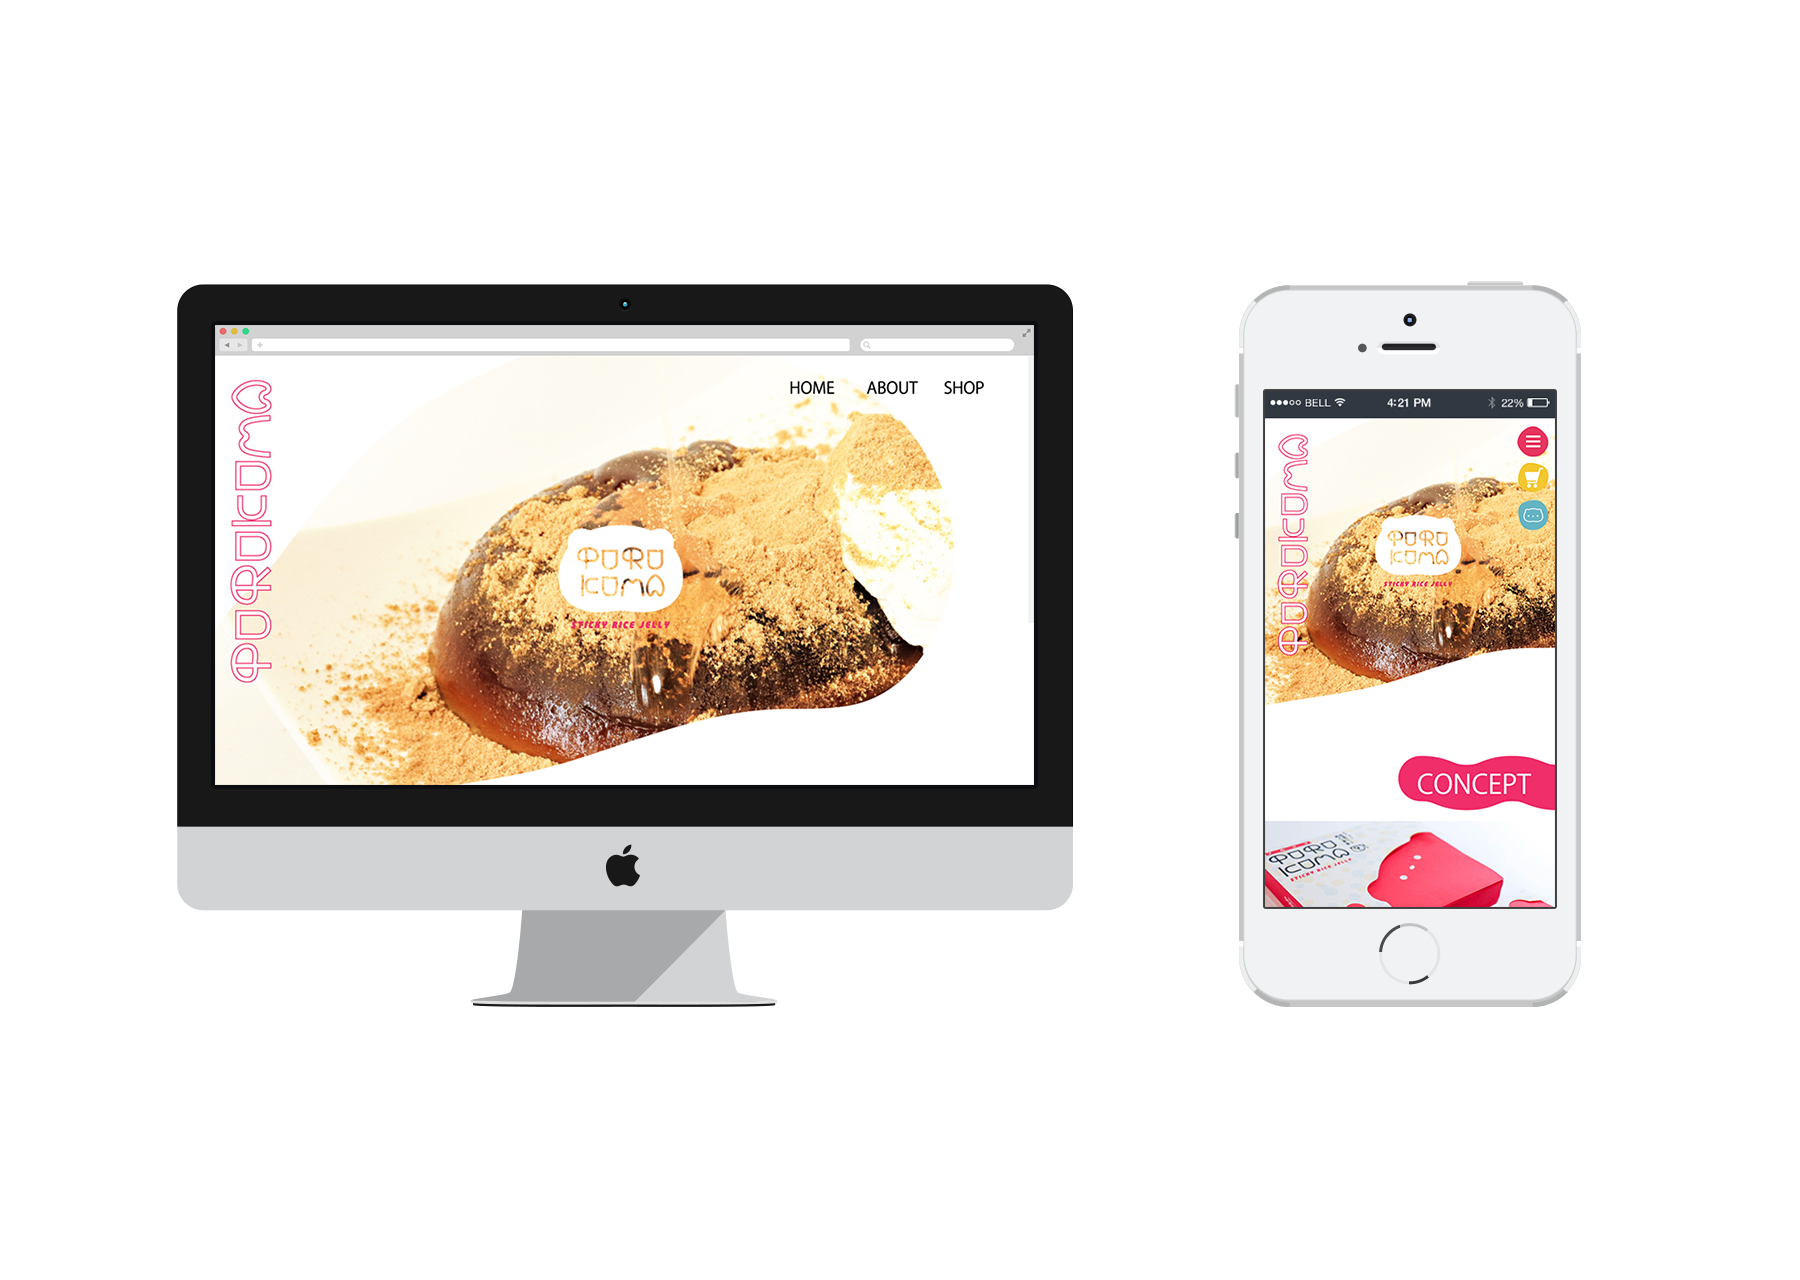 PURUKUMA
HOME ABOUT SHOP
PURU
KUMA
STICKY RICE JELLY
BELL 4:21 PM 22%
PURUKUMA
PURU
KUMA
STICKY RICE JELLY
CONCEPT
PURU
KUMA
STICKY RICE JELLY